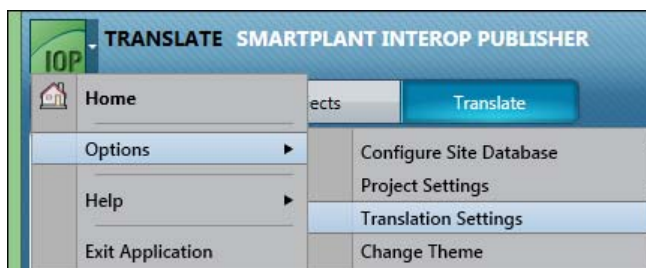 IOP
TRANSLATE SMARTPLANT INTEROP PUBLISHER
ects
Translate
Home
Options
Help
Exit Application
Configure Site Database
Project Settings
Translation Settings
Change Theme